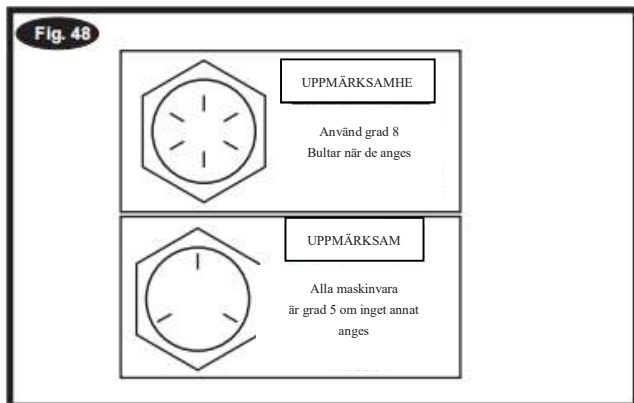 Fig. 48
UPPMÄRKSAMHE
Använd grad 8
Bultar när de anges
UPPMÄRKSAM
Alla maskinvara
är grad 5 om inget annat
anges